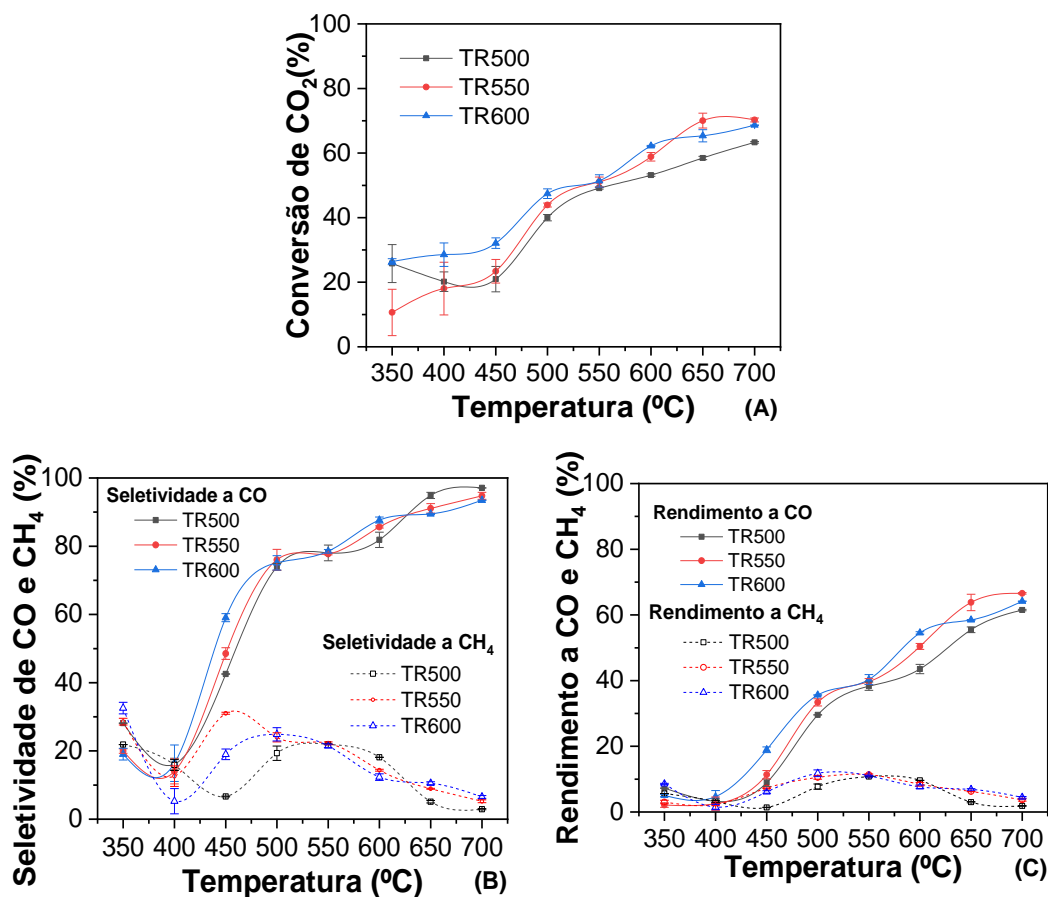 100
80
60
40
20
0
Conversão de CO₂(%)
TR500
TR550
TR600
350 400 450 500 550 600 650 700
Temperatura (ºC)
(A)
100
80
60
40
20
0
Seletividade de CO e CH₄ (%)
Seletividade a CO
TR500
TR550
TR600
Seletividade a CH₄
TR500
TR550
TR600
350 400 450 500 550 600 650 700
Temperatura (ºC)
(B)
100
80
60
40
20
0
Rendimento a CO e CH₄ (%)
Rendimento a CO
TR500
TR550
TR600
Rendimento a CH₄
TR500
TR550
TR600
350 400 450 500 550 600 650 700
Temperatura (ºC)
(C)